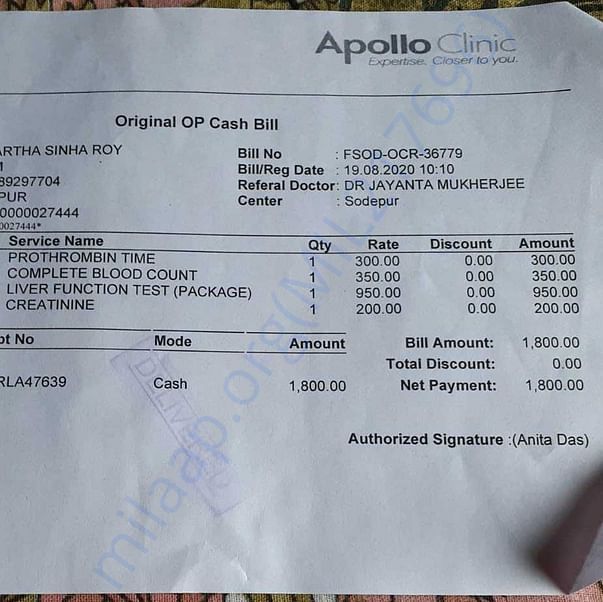 Apollo Clinic
Expertise. Closer to you.
Original OP Cash Bill
ARTHA SINHA ROY
Bill No : FSOD-OCR-36779
Bill/Reg Date : 19.08.2020 10:10
89297704
Referal Doctor: DR JAYANTA MUKHERJEE
PUR
Center : Sodepur
0000027444
0027444*
Service Name Qty Rate Discount Amount
PROTHROMBIN TIME 1 300.00 0.00 300.00
COMPLETE BLOOD COUNT 1 350.00 0.00 350.00
LIVER FUNCTION TEST (PACKAGE) 1 950.00 0.00 950.00
CREATININE 1 200.00 0.00 200.00
pt No Mode Amount
Bill Amount: 1,800.00
Total Discount: 0.00
RLA47639 Cash 1,800.00
Net Payment: 1,800.00
DELIVERED
Authorized Signature :(Anita Das)